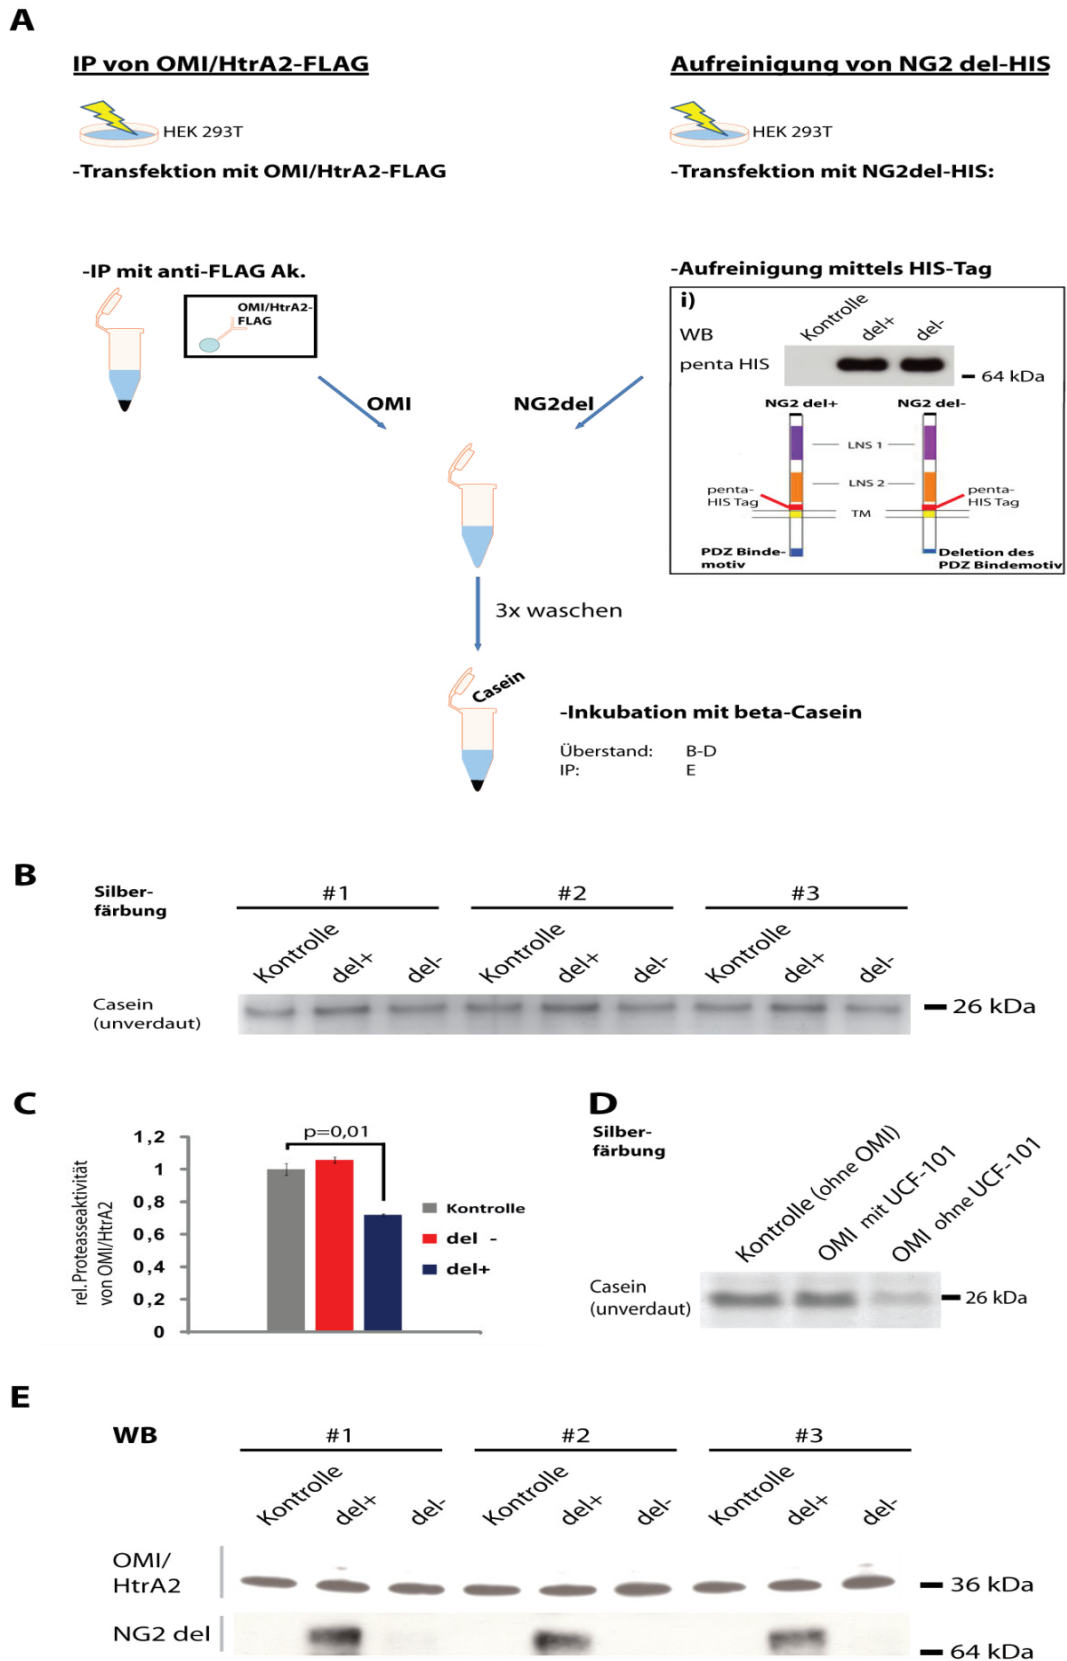 A
IP von OMI/HtrA2-FLAG
Aufreinigung von NG2 del-HIS
HEK 293T
HEK 293T
-Transfektion mit OMI/HtrA2-FLAG
-Transfektion mit NG2del-HIS:
-IP mit anti-FLAG Ak.
-Aufreinigung mittels HIS-Tag
OMI/HtrA2-
FLAG
i)
Kontrolle
del+
del-
WB
penta HIS
64 kDa
OMI
NG2del
NG2 del+
NG2 del-
LNS 1
LNS 2
penta-
HIS Tag
penta-
HIS Tag
TM
PDZ Binde-
motiv
Deletion des
PDZ Bindemotiv
3x waschen
Casein
-Inkubation mit beta-Casein
Überstand: B-D
IP: E
B
Silber-
färbung
#1 #2 #3
Kontrolle del+ del- Kontrolle del+ del- Kontrolle del+ del-
Casein
(unverdaut)
26 kDa
C
rel.Proteasseaktivität
von OMI/HtrA2
1,2
1
0,8
0,6
0,4
0,2
0
p=0,01
Kontrolle
del -
del+
D
Silber-
färbung
Kontrolle (ohne OMI)
OMI mit UCF-101
OMI ohne UCF-101
Casein
(unverdaut)
26 kDa
E
WB
#1 #2 #3
Kontrolle del+ del- Kontrolle del+ del- Kontrolle del+ del-
OMI/
HtrA2
36 kDa
NG2 del
64 kDa